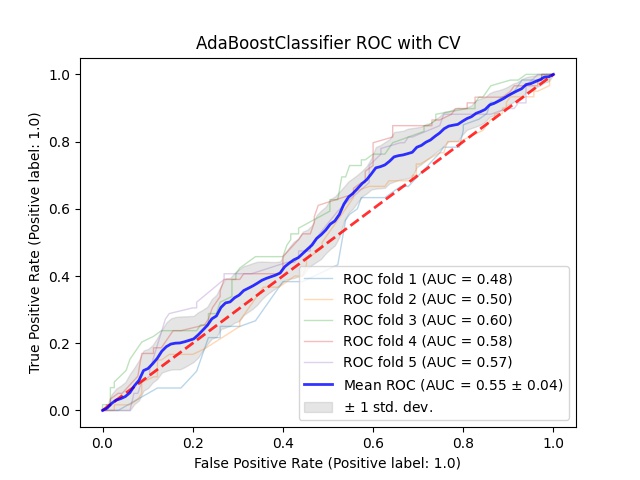 AdaBoostClassifier ROC with CV
True Positive Rate (Positive label: 1.0)
1.0
0.8
0.6
0.4
0.2
0.0
ROC fold 1 (AUC = 0.48)
ROC fold 2 (AUC = 0.50)
ROC fold 3 (AUC = 0.60)
ROC fold 4 (AUC = 0.58)
ROC fold 5 (AUC = 0.57)
Mean ROC (AUC = 0.55 ± 0.04)
± 1 std. dev.
0.0 0.2 0.4 0.6 0.8 1.0
False Positive Rate (Positive label: 1.0)